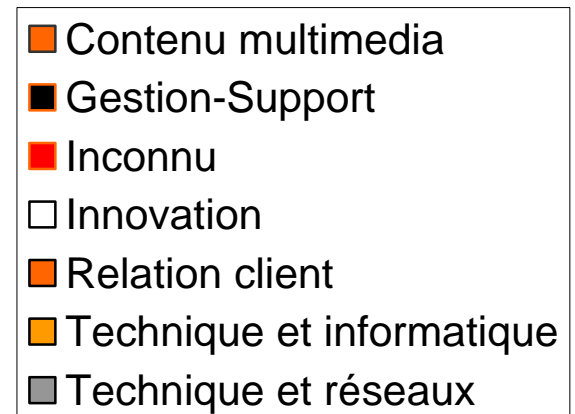 Contenu multimedia
Gestion-Support
Inconnu
Innovation
Relation client
Technique et informatique
Technique et réseaux